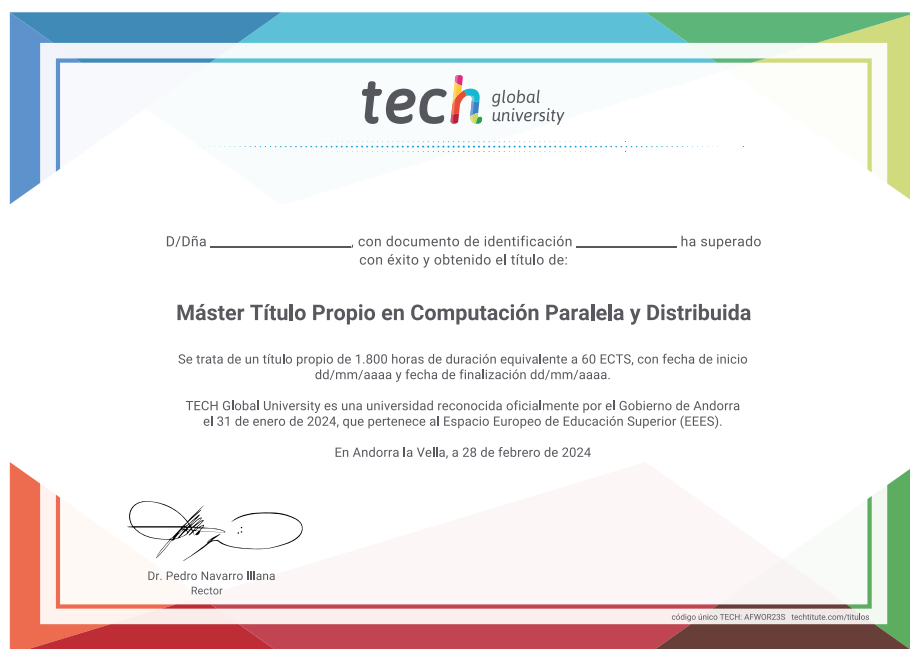 tech global
university
D/Dña ____________________, con documento de identificación ______________ ha superado
con éxito y obtenido el título de:
Máster Título Propio en Computación Paralela y Distribuida
Se trata de un título propio de 1.800 horas de duración equivalente a 60 ECTS, con fecha de inicio
dd/mm/aaaa y fecha de finalización dd/mm/aaaa.
TECH Global University es una universidad reconocida oficialmente por el Gobierno de Andorra
el 31 de enero de 2024, que pertenece al Espacio Europeo de Educación Superior (EEES).
En Andorra la Vella, a 28 de febrero de 2024
Dr. Pedro Navarro Illana
Rector
código único TECH: AFWOR23S techtitute.com/titulos